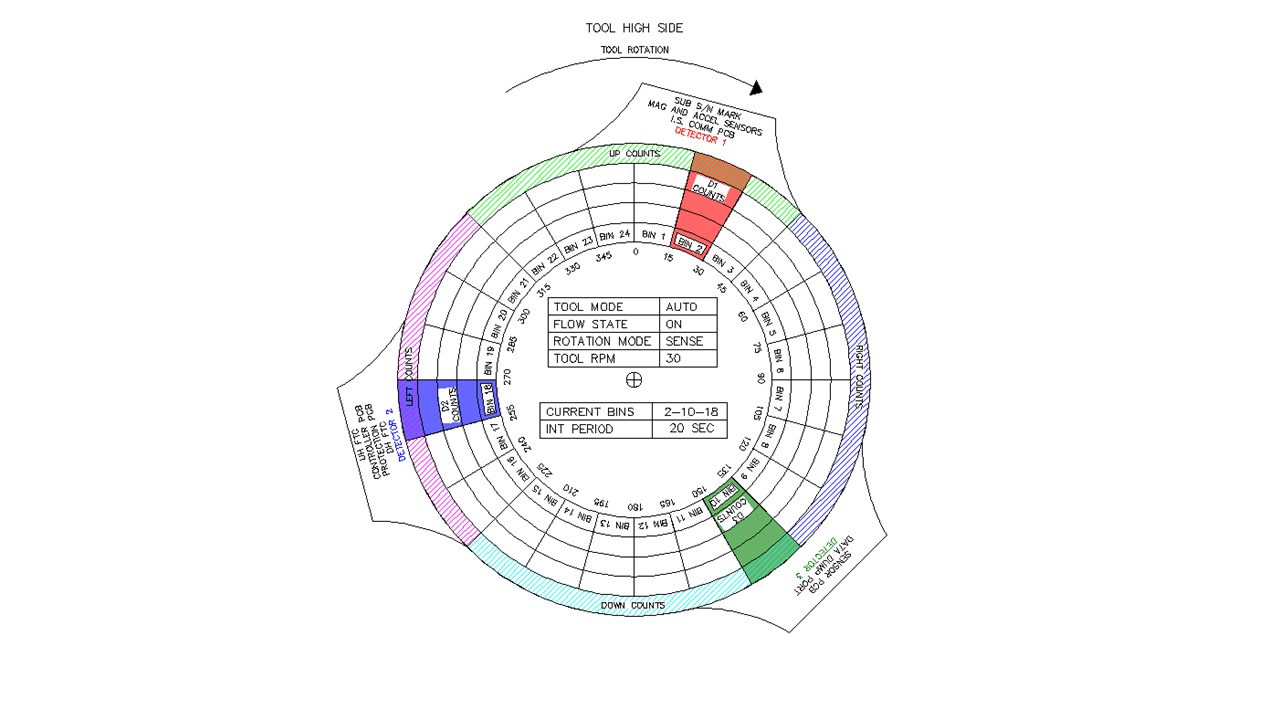 TOOL HIGH SIDE
TOOL ROTATION
SUB S/N MARK
MAG AND ACCEL SENSORS
I.S. COMM PCB
DETECTOR 1
UP COUNTS
D1
COUNTS
BIN 1
BIN 2
BIN 3
BIN 4
BIN 5
BIN 6
BIN 7
BIN 8
BIN 9
BIN 10
BIN 11
BIN 12
BIN 13
BIN 14
BIN 15
BIN 16
BIN 17
BIN 18
BIN 19
BIN 20
BIN 21
BIN 22
BIN 23
BIN 24
0
15
30
45
60
75
90
105
120
135
150
165
180
195
210
225
240
255
270
285
300
315
330
345
TOOL MODE AUTO
FLOW STATE ON
ROTATION MODE SENSE
TOOL RPM 30
CURRENT BINS 2-10-18
INT PERIOD 20 SEC
RIGHT COUNTS
D3
COUNTS
SENSOR PCB
DATA DUMP PORT
DETECTOR 3
DOWN COUNTS
LEFT COUNTS
D2
COUNTS
UH FTC
CONTROLLER PCB
DH FTC
PROTECTION PCB
DETECTOR 2